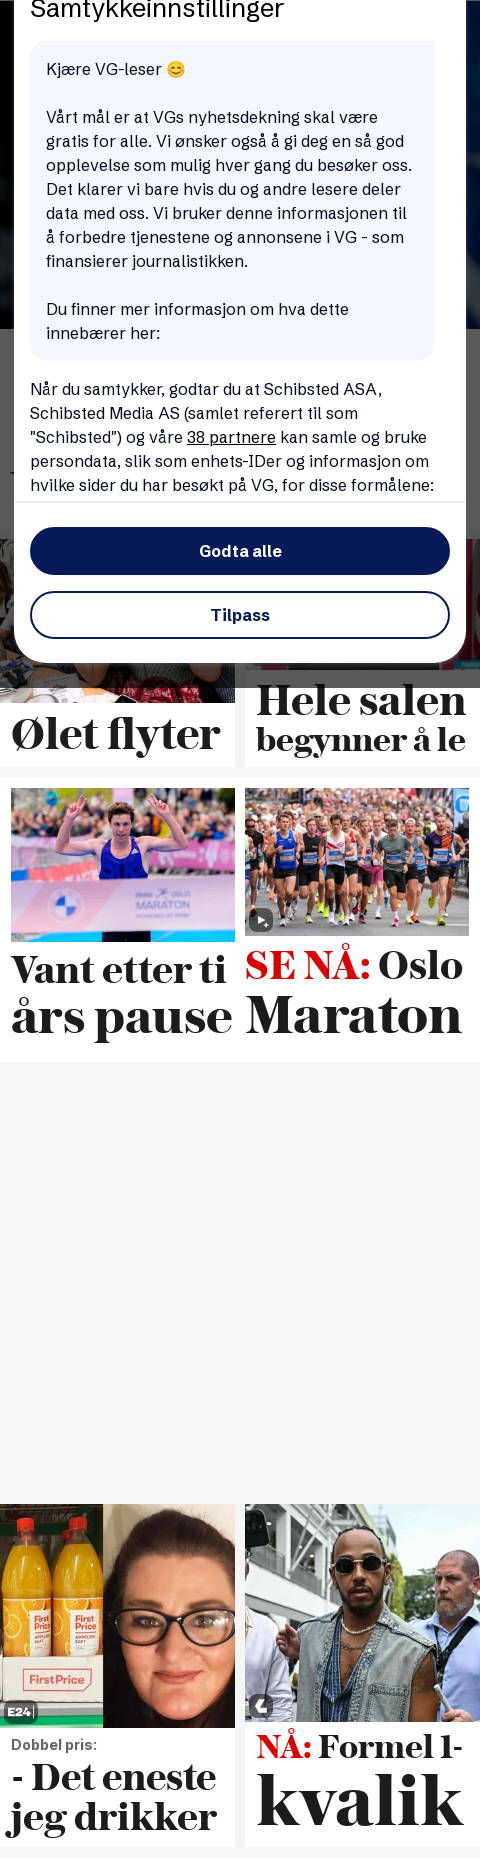 Samtykkeinnstillinger
Kjære VG-leser 😊
Vårt mål er at VGs nyhetsdekning skal være
gratis for alle. Vi ønsker også å gi deg en så god
opplevelse som mulig hver gang du besøker oss.
Det klarer vi bare hvis du og andre lesere deler
data med oss. Vi bruker denne informasjonen til
å forbedre tjenestene og annonsene i VG - som
finansierer journalistikken.
Du finner mer informasjon om hva dette
innebærer her:
Når du samtykker, godtar du at Schibsted ASA,
Schibsted Media AS (samlet referert til som
"Schibsted") og våre 38 partnere kan samle og bruke
persondata, slik som enhets-IDer og informasjon om
hvilke sider du har besøkt på VG, for disse formålene:
Godta alle
Tilpass
Ølet flyter
Hele salen
begynner å le
BMW OSLO
MARATON
Vant etter ti
års pause
SE NÅ: Oslo
Maraton
First
Price
First
Price
FirstPrice
E24
Dobbel pris:
- Det eneste
jeg drikker
NÅ: Formel 1-
kvalik